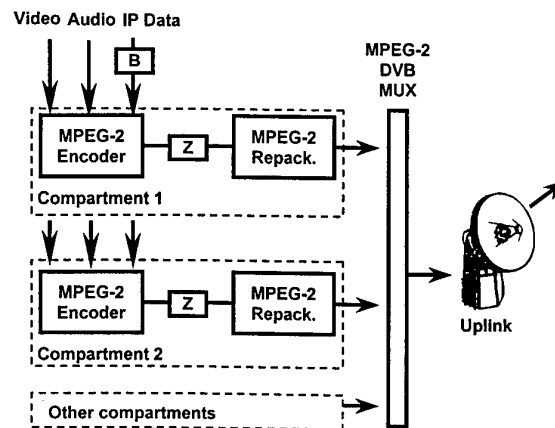 Video Audio IP Data
B
MPEG-2
DVB
MUX
MPEG-2
Encoder
Z
MPEG-2
Repack.
Compartment 1
MPEG-2
Encoder
Z
MPEG-2
Repack.
Compartment 2
Uplink
Other compartments